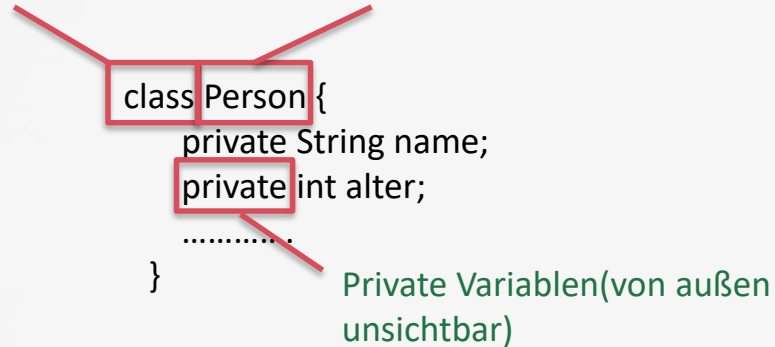 class Person {
private String name;
private int alter;
…………..
}
Private Variablen(von außen
unsichtbar)